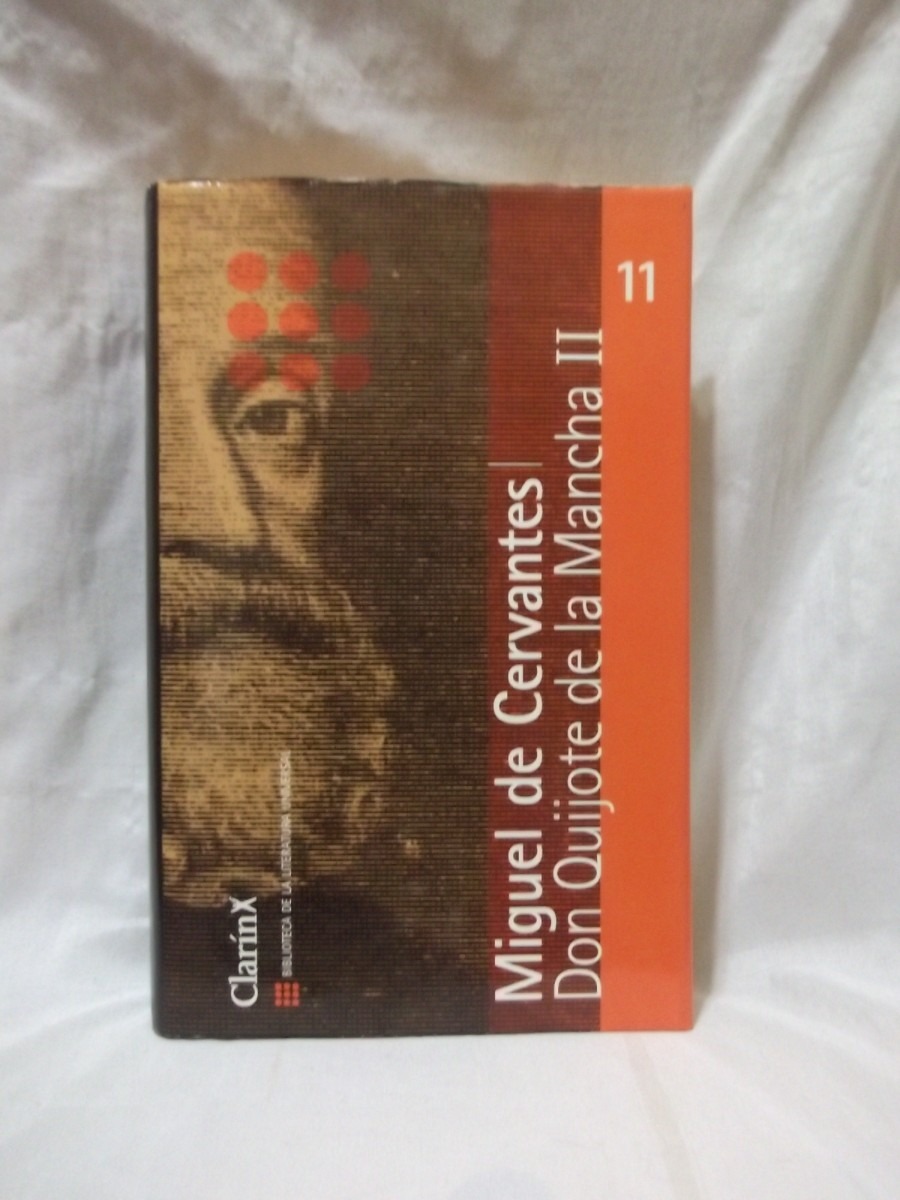 11
Miguel de Cervantes|
Don Quijote de la Mancha II
Clarín
BIBLIOTECA DE LA LITERATURA UNIVERSAL